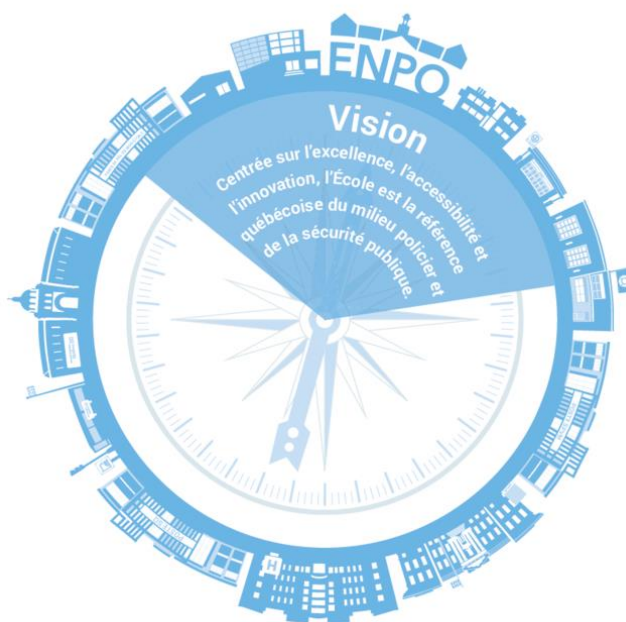 ENPQ
Vision
Centrée sur l'excellence, l'accessibilité et
l'innovation, l'École est la référence
québécoise du milieu policier et
de la sécurité publique.
H